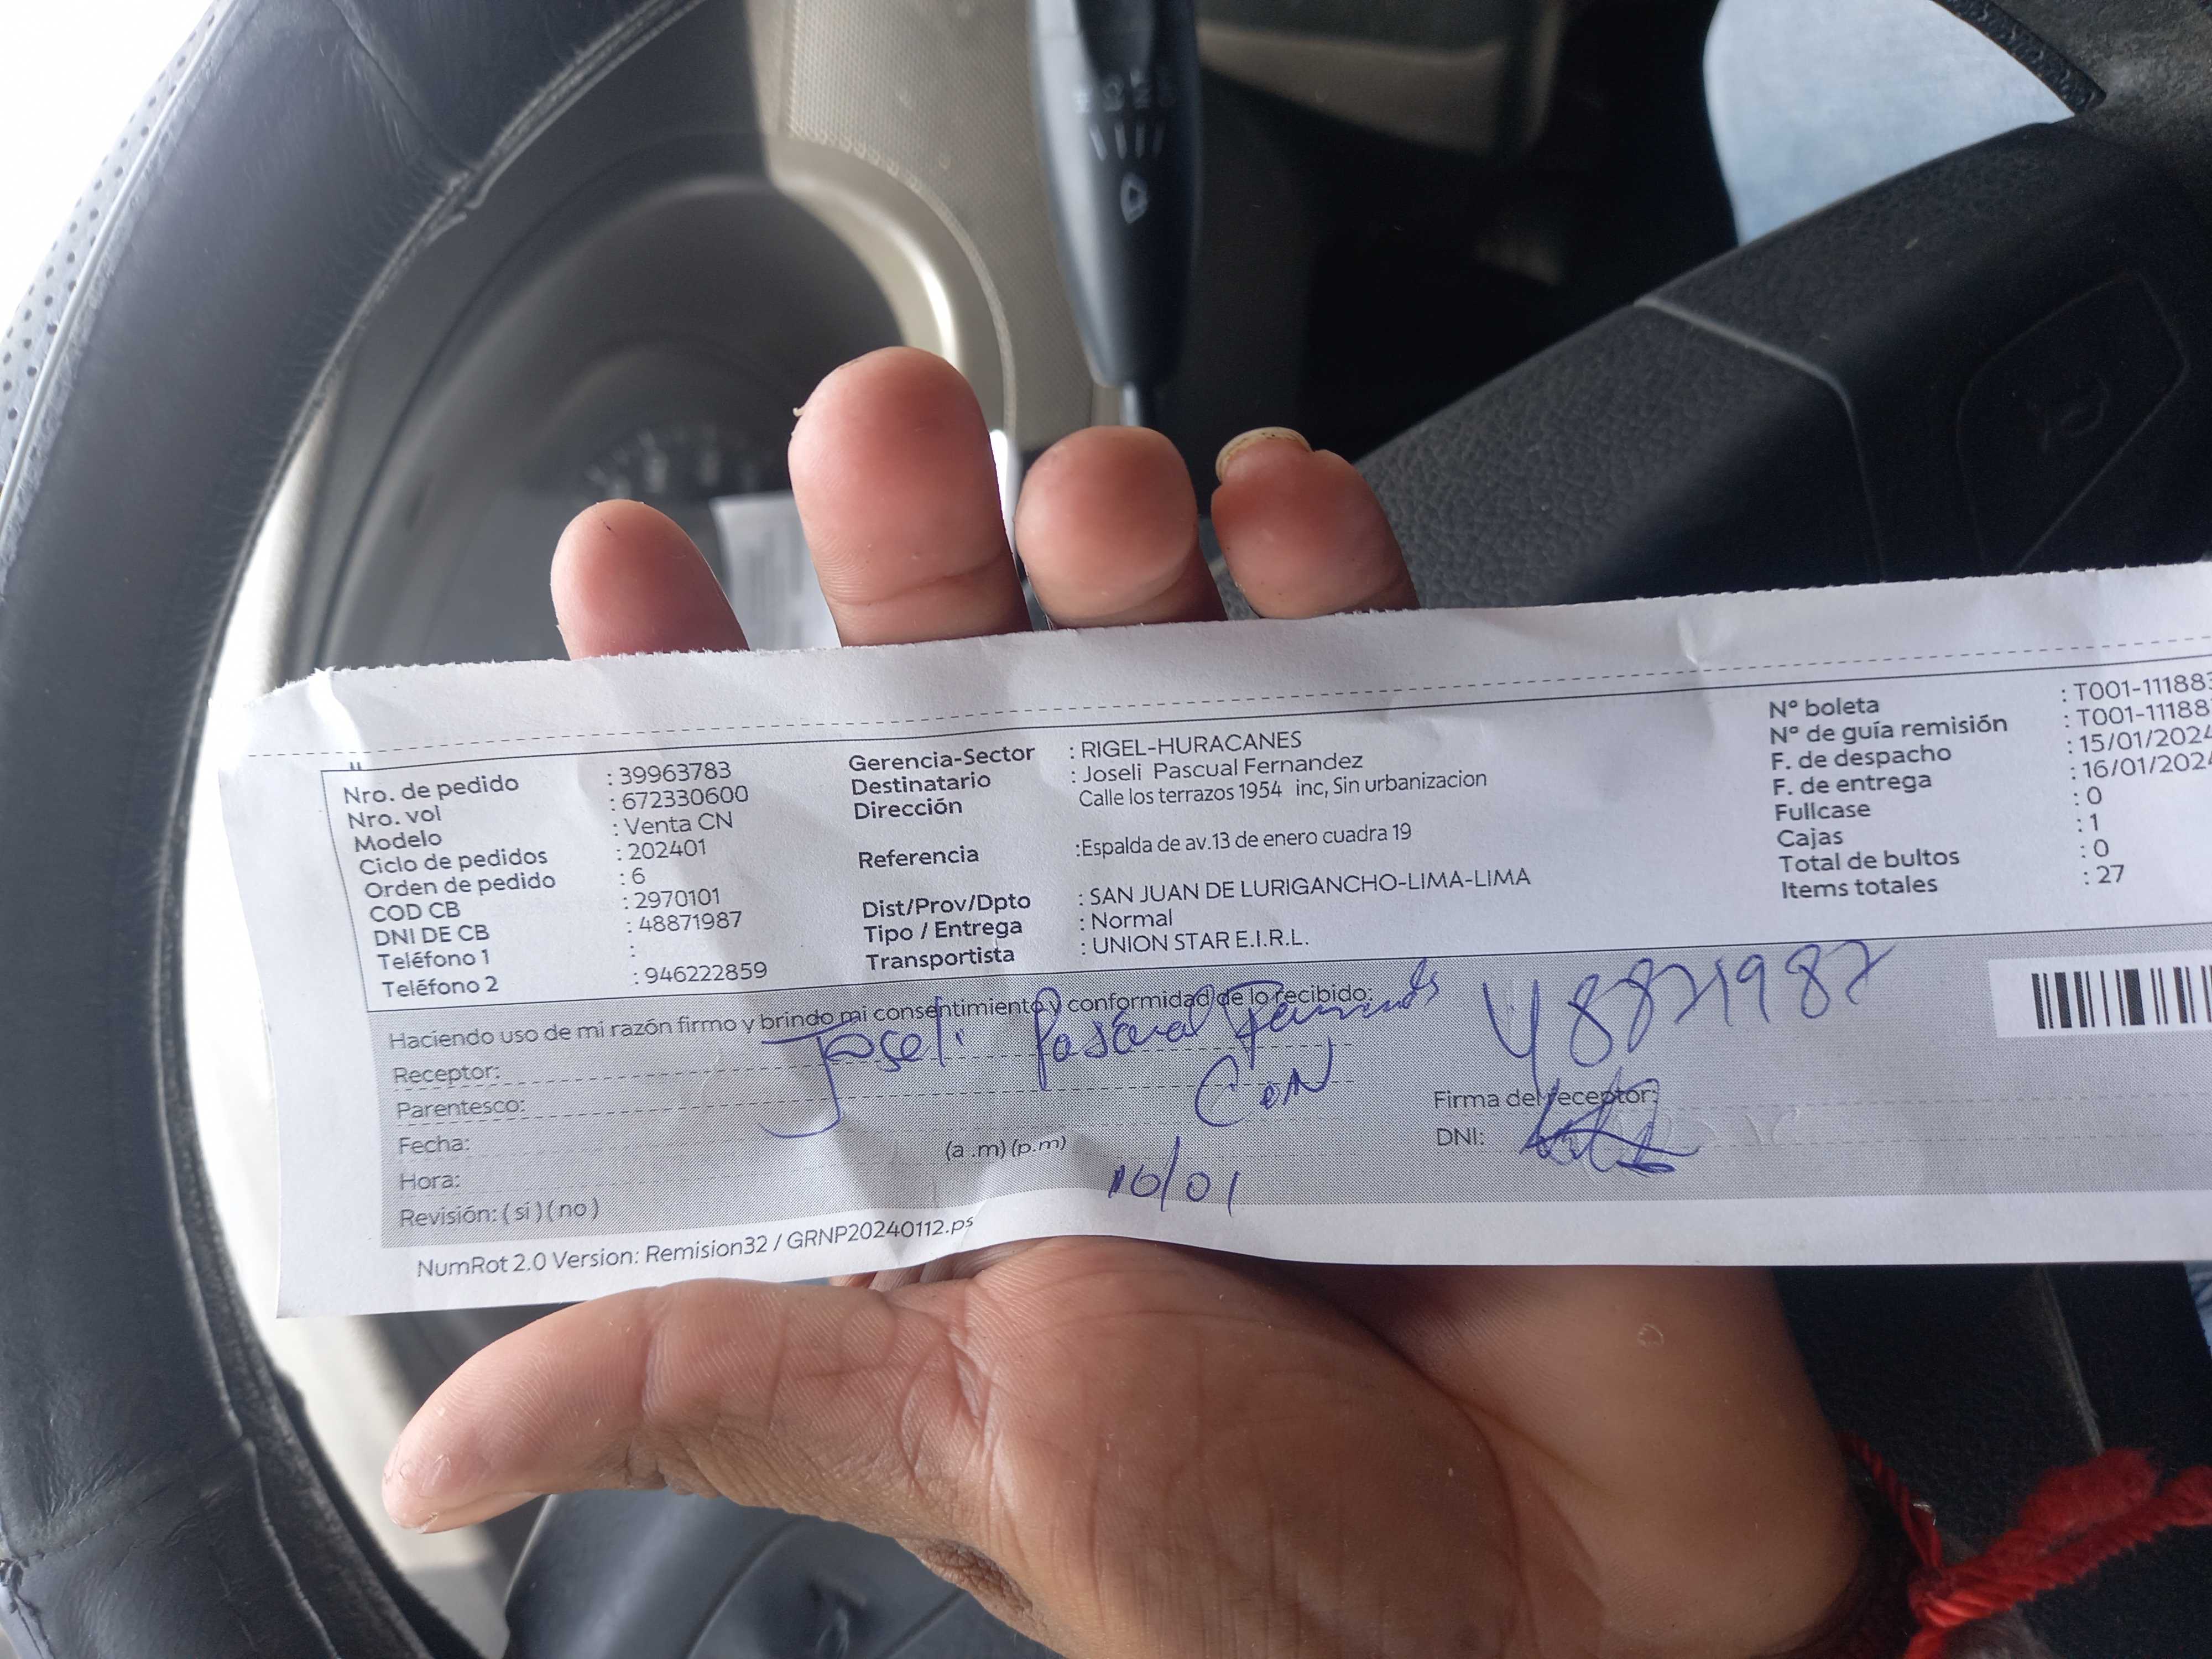 Nro. de pedido : 39963783
Nro. vol : 672330600
Modelo : Venta CN
Ciclo de pedidos : 202401
Orden de pedido : 6
COD CB : 2970101
DNI DE CB : 48871987
Teléfono 1 :
Teléfono 2 : 946222859
Gerencia-Sector : RIGEL-HURACANES
Destinatario : Joseli Pascual Fernandez
Dirección Calle los terrazos 1954 inc, Sin urbanizacion
Referencia :Espalda de av.13 de enero cuadra 19
Dist/Prov/Dpto : SAN JUAN DE LURIGANCHO-LIMA-LIMA
Tipo / Entrega : Normal
Transportista : UNION STAR E.I.R.L.
Nº boleta : T001-111883
Nº de guía remisión : T001-11188
F. de despacho : 15/01/2024
F. de entrega : 16/01/2024
Fullcase : 0
Cajas : 1
Total de bultos : 0
Items totales : 27
Haciendo uso de mi razón firmo y brindo mi consentimiento y conformidad de lo recibido:
Receptor: Joseli Pascual 48871987
Parentesco: CON
Fecha:
Hora: (a .m) (p.m) 16/01
Revisión: ( si ) ( no )
Firma del receptor:
DNI:
NumRot 2.0 Version: Remision32 / GRNP20240112.ps